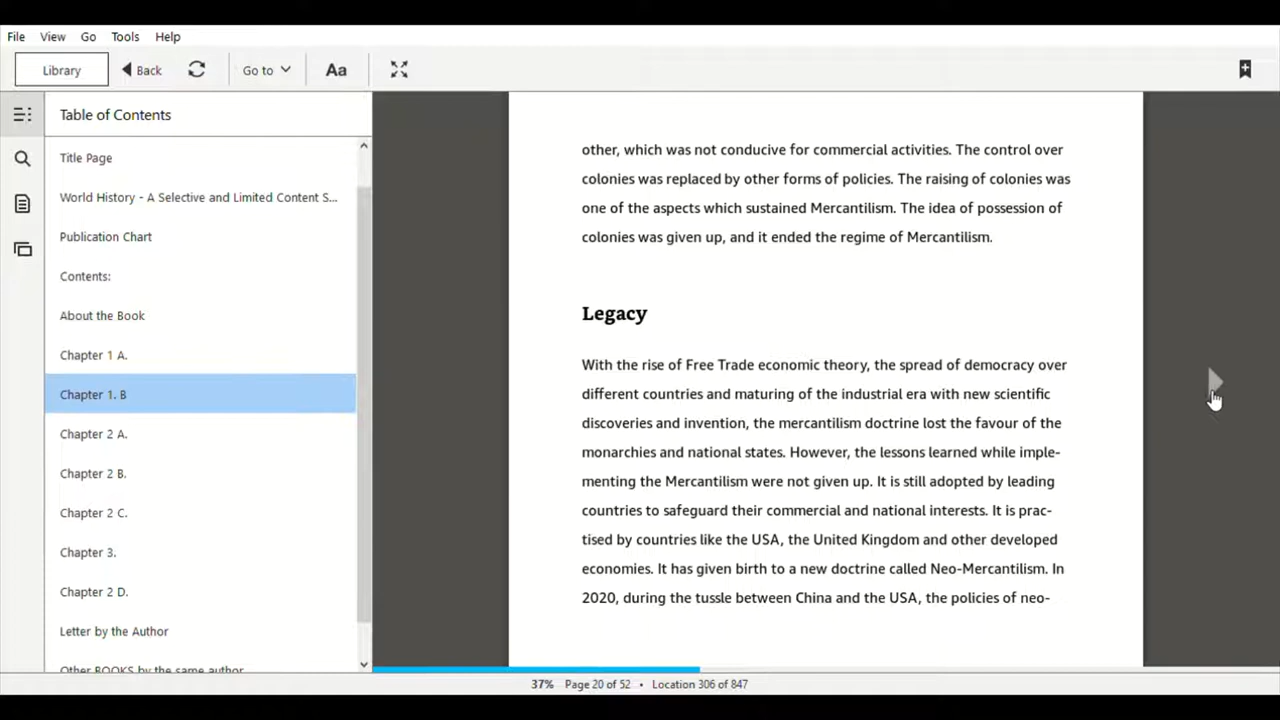 File View Go Tools Help
Library Back Go to Aa
Table of Contents
Title Page
World History - A Selective and Limited Content S...
Publication Chart
Contents:
About the Book
Chapter 1 A.
Chapter 1. B
Chapter 2 A.
Chapter 2 B.
Chapter 2 C.
Chapter 3.
Chapter 2 D.
Letter by the Author
Other BOOKS by the same author
other, which was not conducive for commercial activities. The control over
colonies was replaced by other forms of policies. The raising of colonies was
one of the aspects which sustained Mercantilism. The idea of possession of
colonies was given up, and it ended the regime of Mercantilism.
Legacy
With the rise of Free Trade economic theory, the spread of democracy over
different countries and maturing of the industrial era with new scientific
discoveries and invention, the mercantilism doctrine lost the favour of the
monarchies and national states. However, the lessons learned while imple-
menting the Mercantilism were not given up. It is still adopted by leading
countries to safeguard their commercial and national interests. It is prac-
tised by countries like the USA, the United Kingdom and other developed
economies. It has given birth to a new doctrine called Neo-Mercantilism. In
2020, during the tussle between China and the USA, the policies of neo-
37% Page 20 of 52 • Location 306 of 847